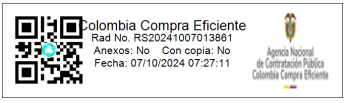 Colombia Compra Eficiente
Rad No. RS20241007013861
Anexos: No Con copia: No
Fecha: 07/10/2024 07:27:11
Agencia Nacional
de Contratación Pública
Colombia Compra Eficiente